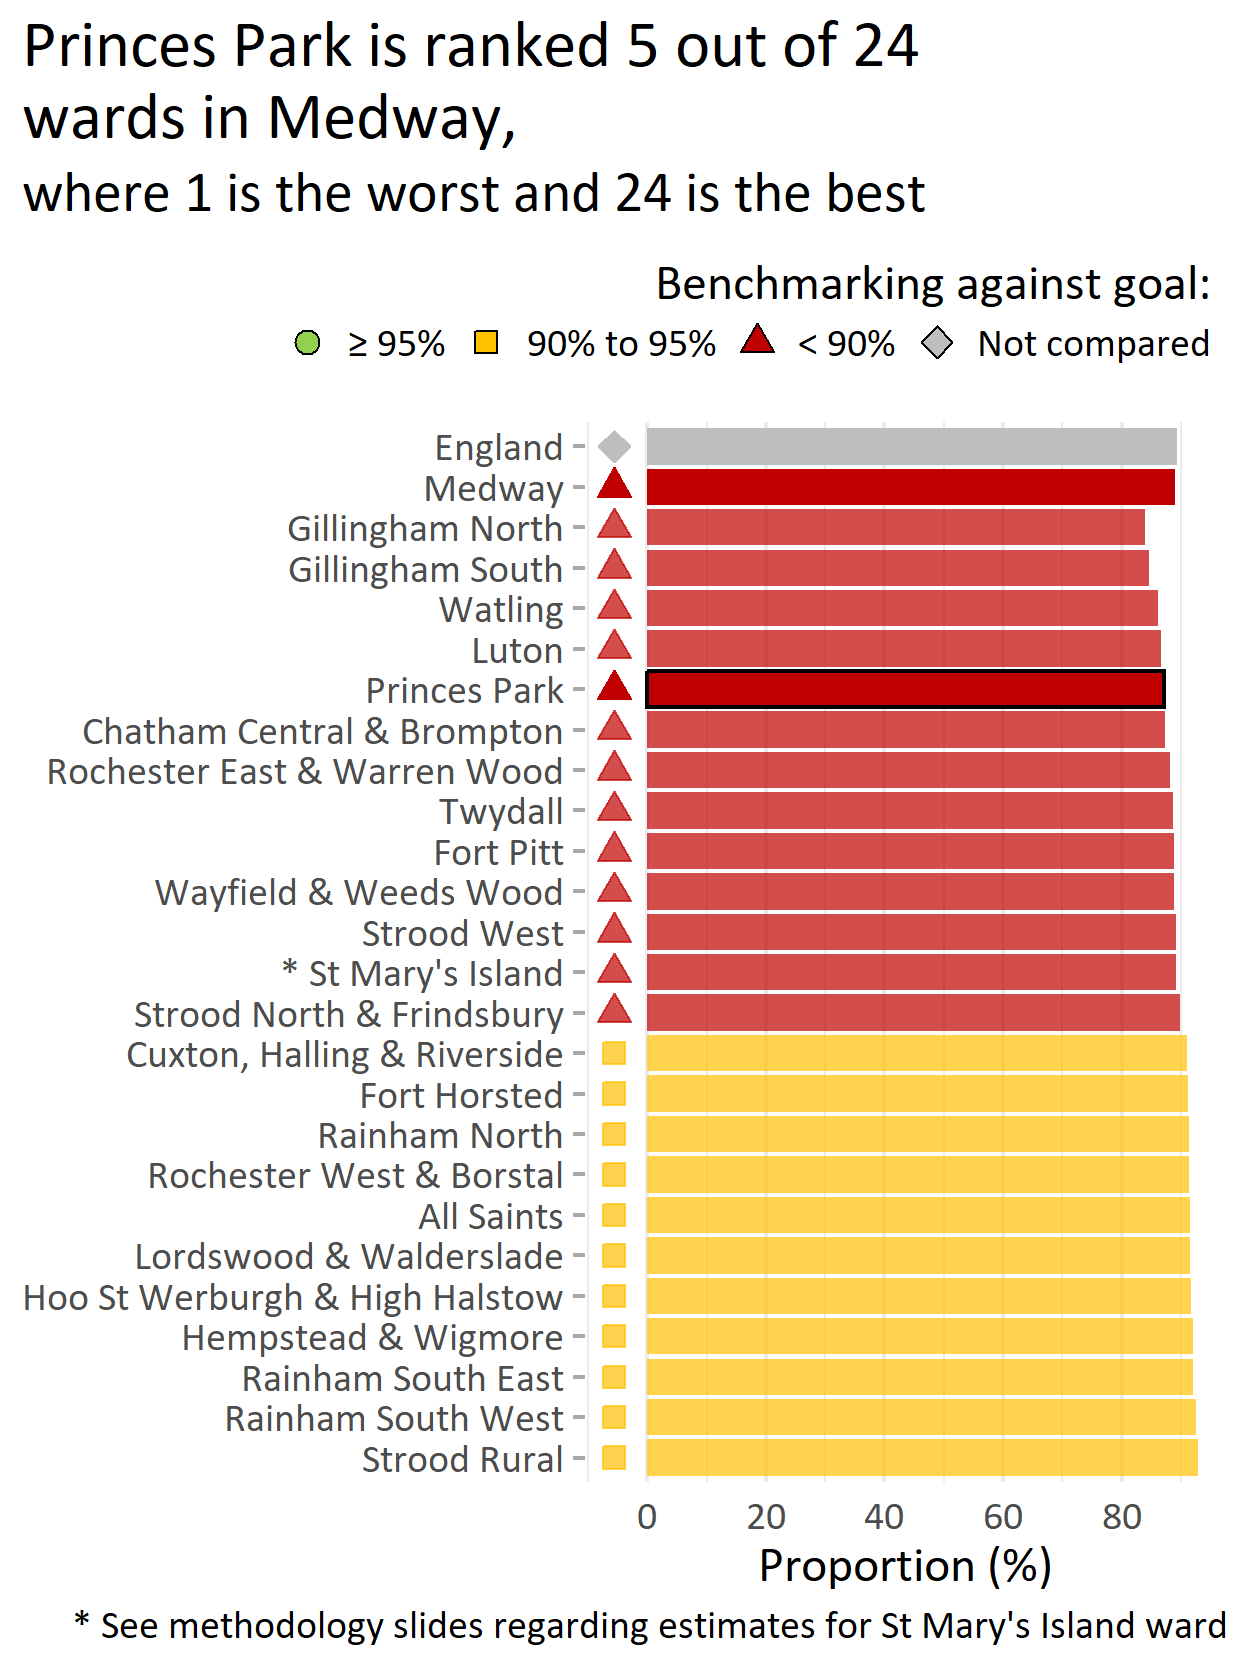 Princes Park is ranked 5 out of 24
wards in Medway,
where 1 is the worst and 24 is the best
Benchmarking against goal:
≥ 95% 90% to 95% < 90% Not compared
England
Medway
Gillingham North
Gillingham South
Watling
Luton
Princes Park
Chatham Central & Brompton
Rochester East & Warren Wood
Twydall
Fort Pitt
Wayfield & Weeds Wood
Strood West
* St Mary's Island
Strood North & Frindsbury
Cuxton, Halling & Riverside
Fort Horsted
Rainham North
Rochester West & Borstal
All Saints
Lordswood & Walderslade
Hoo St Werburgh & High Halstow
Hempstead & Wigmore
Rainham South East
Rainham South West
Strood Rural
0 20 40 60 80
Proportion (%)
* See methodology slides regarding estimates for St Mary's Island ward